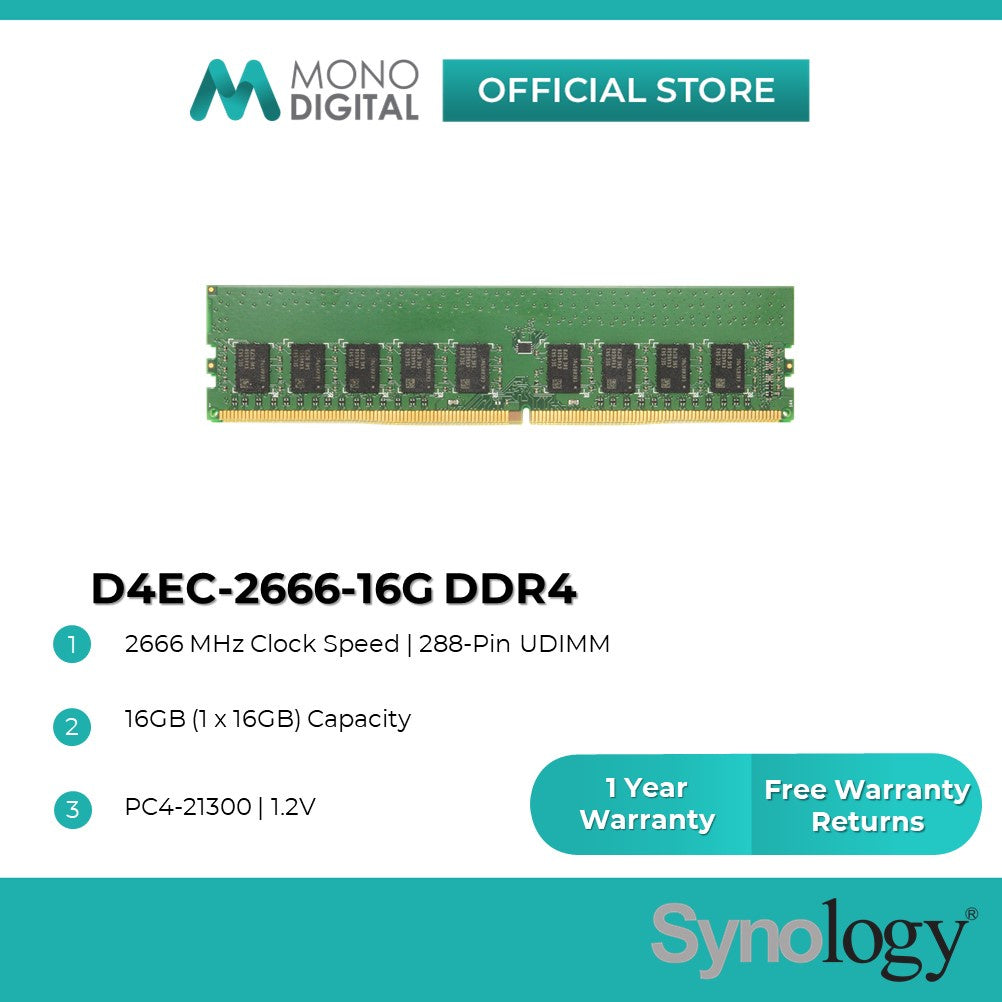 MONO
DIGITAL
OFFICIAL STORE
D4EC-2666-16G DDR4
1
2666 MHz Clock Speed | 288-Pin UDIMM
2
16GB (1 x 16GB) Capacity
3
PC4-21300 | 1.2V
1 Year
Warranty
Free Warranty
Returns
Synology®